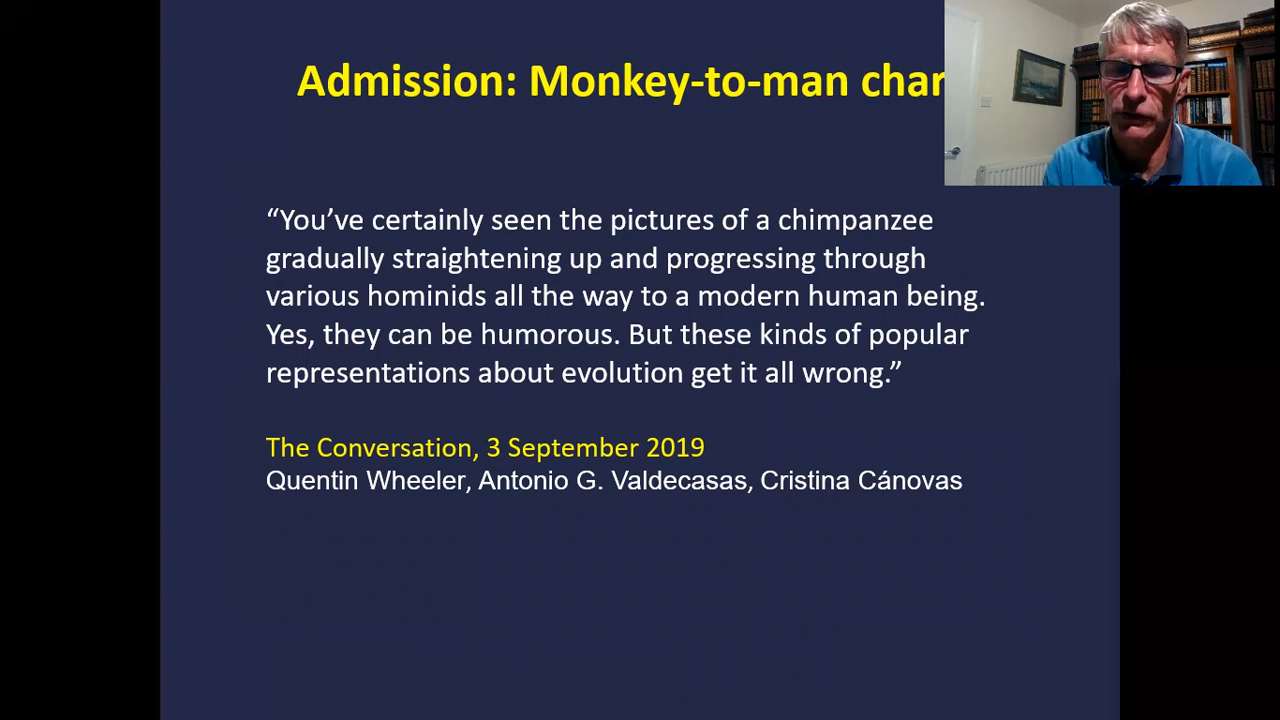 Admission: Monkey-to-man char
“You’ve certainly seen the pictures of a chimpanzee
gradually straightening up and progressing through
various hominids all the way to a modern human being.
Yes, they can be humorous. But these kinds of popular
representations about evolution get it all wrong.”
The Conversation, 3 September 2019
Quentin Wheeler, Antonio G. Valdecasas, Cristina Cánovas